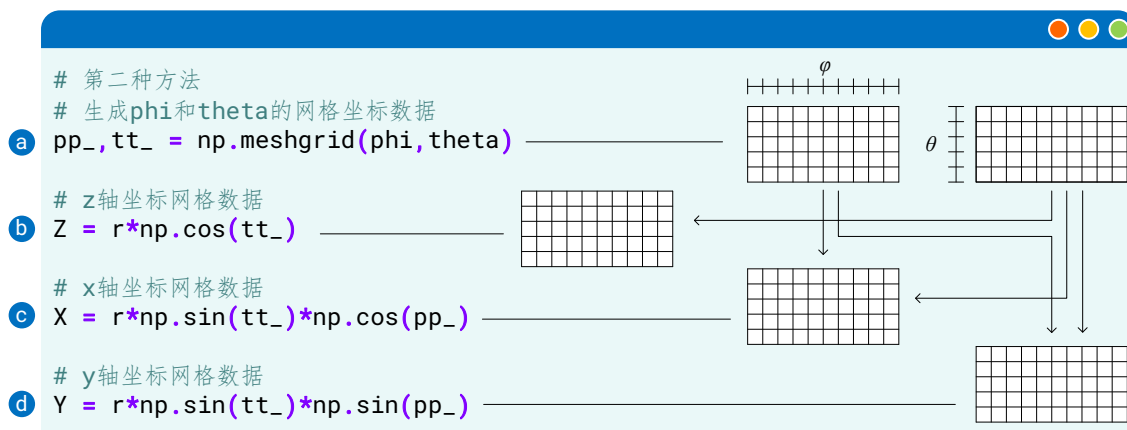 # 第二种方法
# 生成phi和theta的网格坐标数据
a pp_,tt_ = np.meshgrid(phi,theta)
φ
θ
# z轴坐标网格数据
b Z = r*np.cos(tt_)
# x轴坐标网格数据
c X = r*np.sin(tt_)*np.cos(pp_)
# y轴坐标网格数据
d Y = r*np.sin(tt_)*np.sin(pp_)